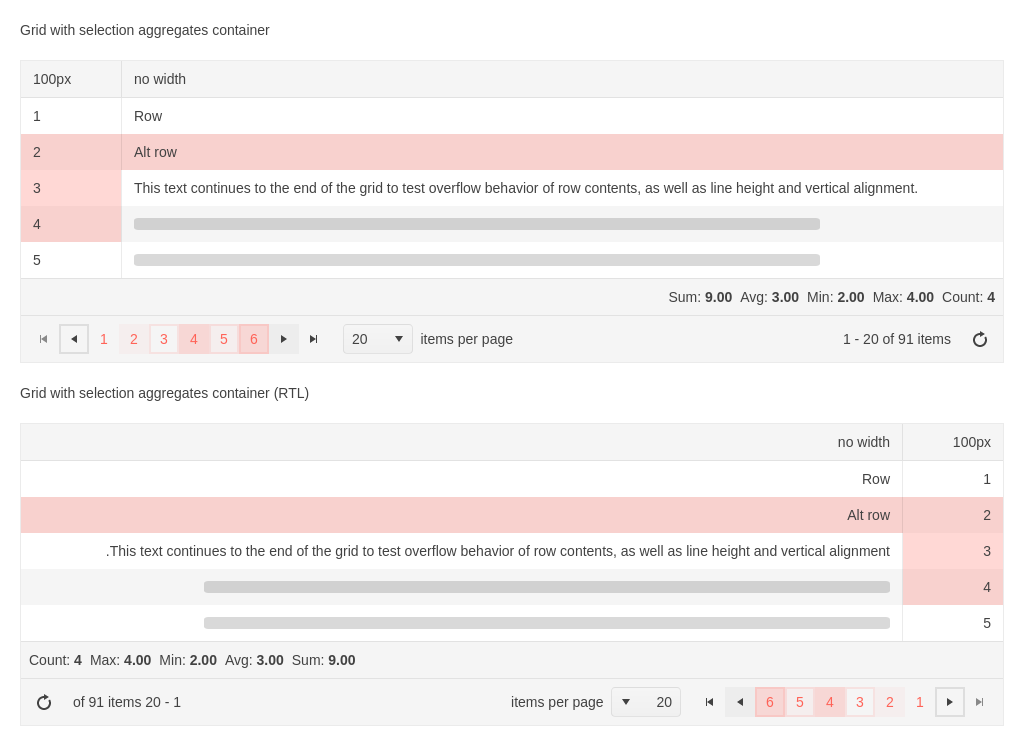 Grid with selection aggregates container
100px no width
1 Row
2 Alt row
3 This text continues to the end of the grid to test overflow behavior of row contents, as well as line height and vertical alignment.
4
5
Sum: 9.00 Avg: 3.00 Min: 2.00 Max: 4.00 Count: 4
1 2 3 4 5 6 20 items per page 1 - 20 of 91 items
Grid with selection aggregates container (RTL)
no width 100px
Row 1
Alt row 2
.This text continues to the end of the grid to test overflow behavior of row contents, as well as line height and vertical alignment 3
4
5
Count: 4 Max: 4.00 Min: 2.00 Avg: 3.00 Sum: 9.00
of 91 items 20 - 1 items per page 20 6 5 4 3 2 1